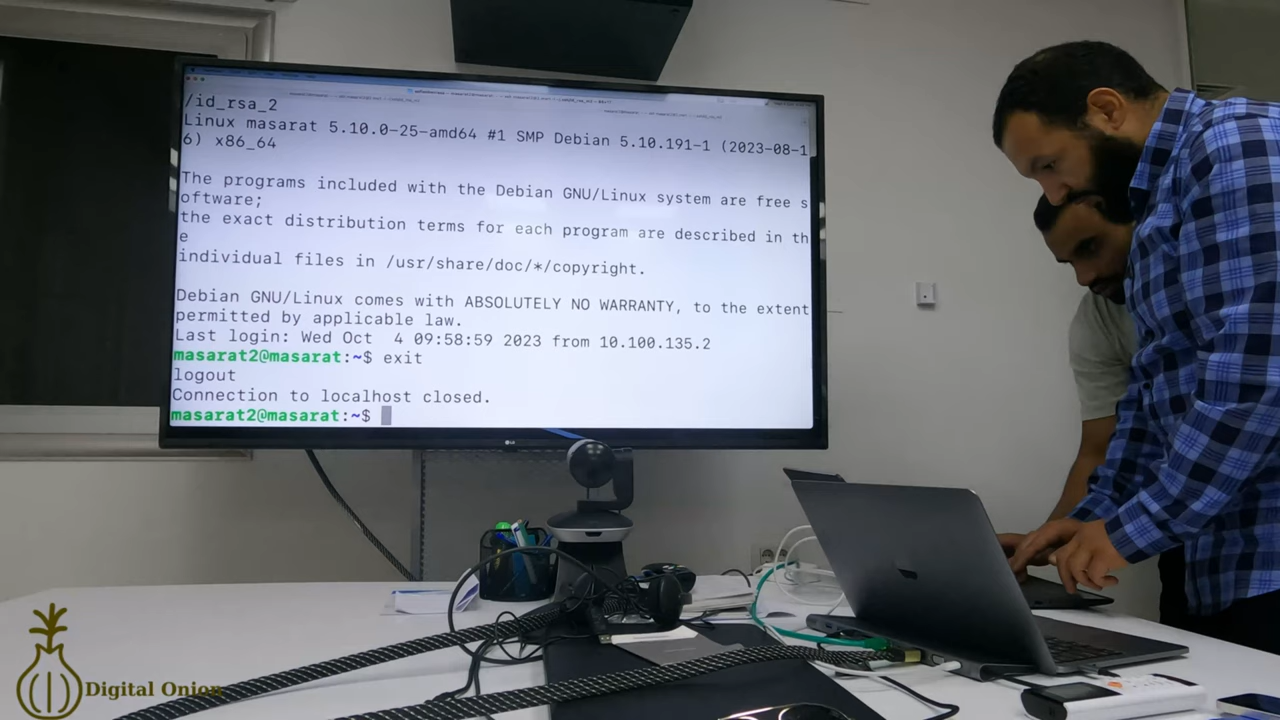 /id_rsa_2
Linux masarat 5.10.0-25-amd64 #1 SMP Debian 5.10.191-1 (2023-08-1
6) x86_64
The programs included with the Debian GNU/Linux system are free s
oftware;
the exact distribution terms for each program are described in th
e
individual files in /usr/share/doc/*/copyright.
Debian GNU/Linux comes with ABSOLUTELY NO WARRANTY, to the extent
permitted by applicable law.
Last login: Wed Oct  4 09:58:59 2023 from 10.100.135.2
masarat2@masarat:~$ exit
logout
Connection to localhost closed.
masarat2@masarat:~$
LG
Digital Onion